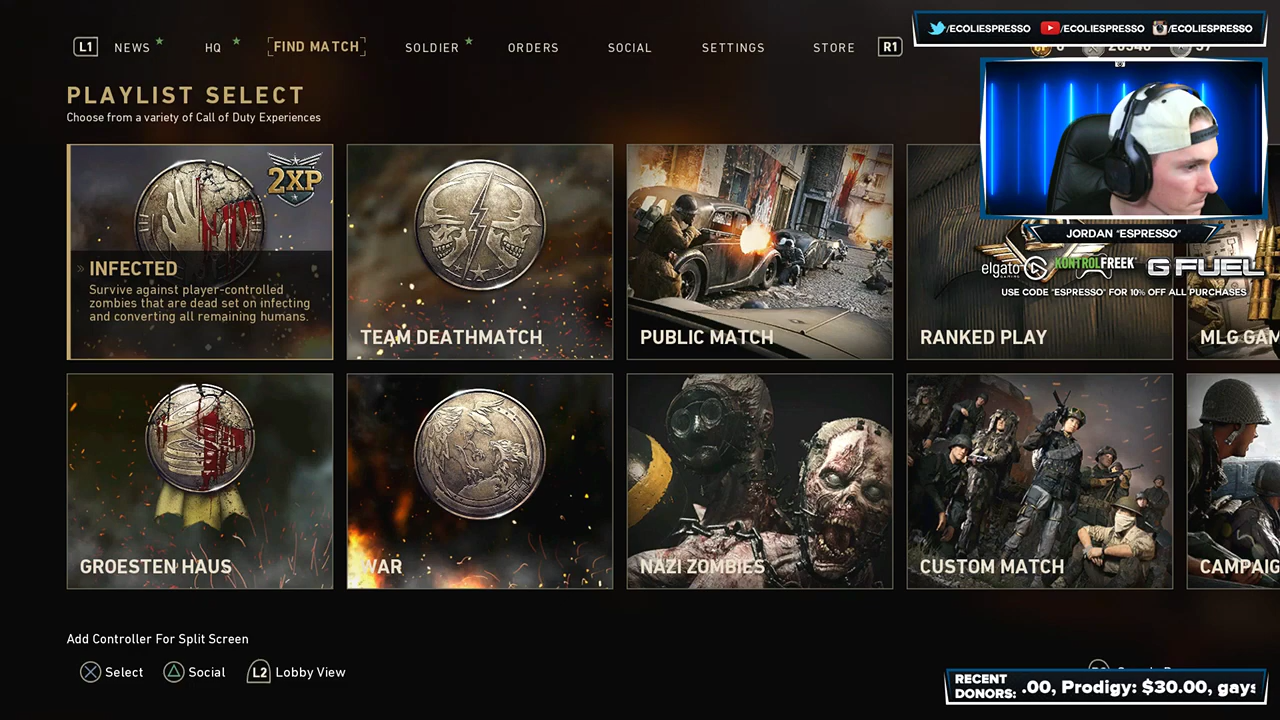 L1 NEWS HQ FIND MATCH SOLDIER ORDERS SOCIAL SETTINGS STORE R1
/ECOLIESPRESSO /ECOLIESPRESSO /ECOLIESPRESSO
PLAYLIST SELECT
Choose from a variety of Call of Duty Experiences
2XP
INFECTED
Survive against player-controlled
zombies that are dead set on infecting
and converting all remaining humans.
TEAM DEATHMATCH
PUBLIC MATCH
RANKED PLAY
MLG GAM
JORDAN "ESPRESSO"
elgato GAMING KONTROLFREEK G FUEL
USE CODE "ESPRESSO" FOR 10% OFF ALL PURCHASES
GROESTEN HAUS
WAR
NAZI ZOMBIES
CUSTOM MATCH
CAMPAIG
Add Controller For Split Screen
Select Social L2 Lobby View
RECENT
DONORS: .00, Prodigy: $30.00, gays